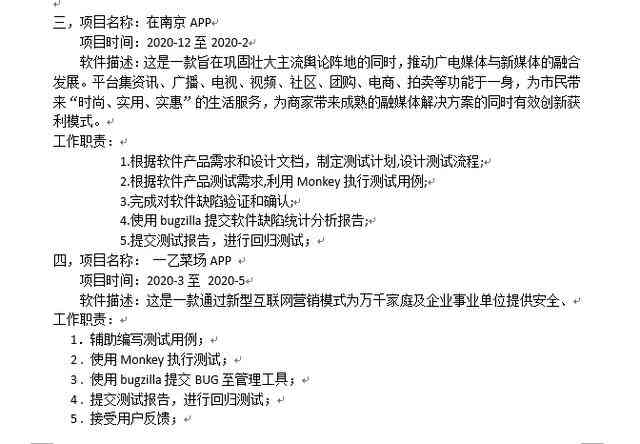 三，项目名称：在南京 APP
项目时间：2020-12 至 2020-2
软件描述：这是一款旨在巩固壮大主流舆论阵地的同时，推动广电媒体与新媒体的融合
发展。平台集资讯、广播、电视、视频、社区、团购、电商、拍卖等功能于一身，为市民带
来“时尚、实用、实惠”的生活服务，为商家带来成熟的融媒体解决方案的同时有效创新获
利模式。
工作职责：
1.根据软件产品需求和设计文档，制定测试计划,设计测试流程;
2.根据软件产品测试需求,利用 Monkey 执行测试用例;
3.完成对软件缺陷验证和确认;
4.使用 bugzilla 提交软件缺陷统计分析报告;
5.提交测试报告，进行回归测试；
四，项目名称： 一乙菜场 APP
项目时间：2020-3 至 2020-5
软件描述：这是一款通过新型互联网营销模式为万千家庭及企业事业单位提供安全、
工作职责：
1．辅助编写测试用例；
2．使用 Monkey 执行测试；
3．使用 bugzilla 提交 BUG 至管理工具；
4．提交测试报告，进行回归测试；
5．接受用户反馈；